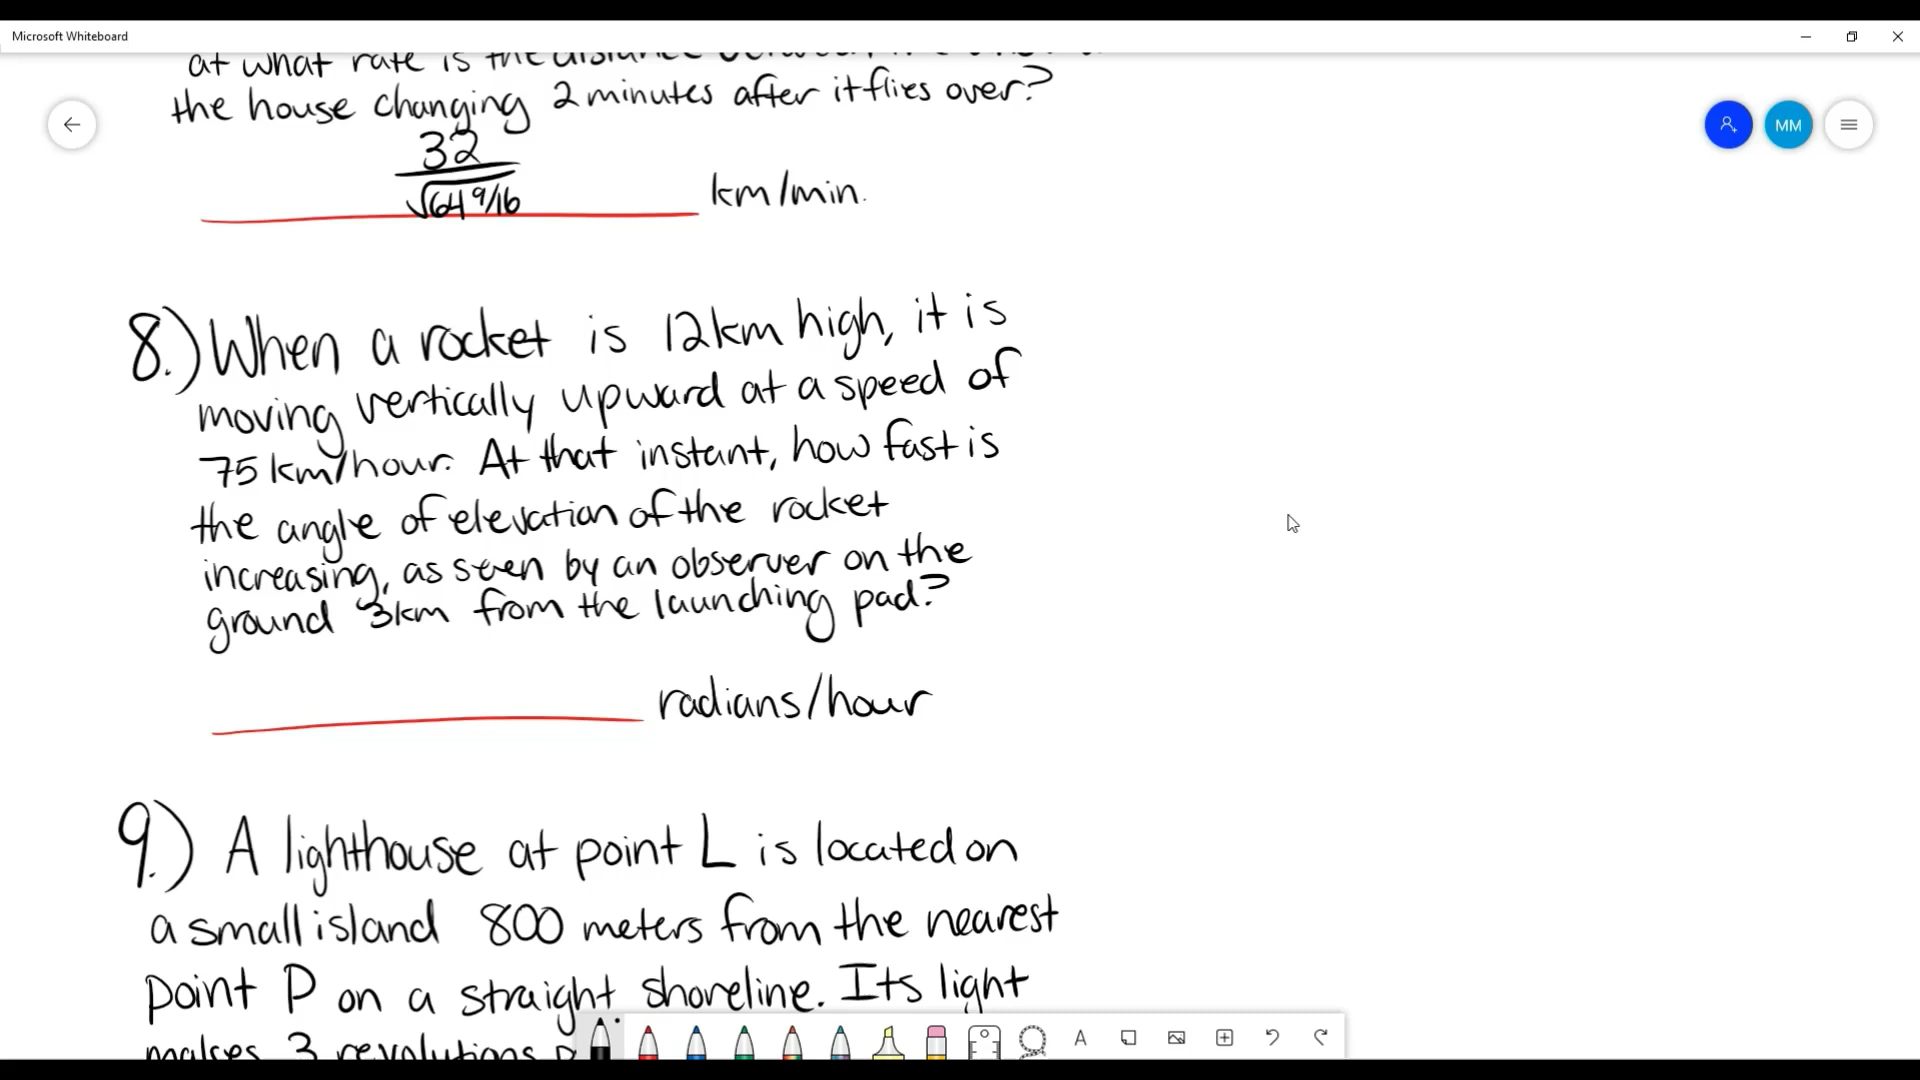 Microsoft Whiteboard
at what rate is the distance between
the house changing 2 minutes after it flies over?
32
√64 9/16
km/min.
MM
8.) When a rocket is 12km high, it is
moving vertically upward at a speed of
75 km/hour. At that instant, how fast is
the angle of elevation of the rocket
increasing, as seen by an observer on the
ground 3km from the launching pad?
radians/hour
9.) A lighthouse at point L is located on
a small island 800 meters from the nearest
point P on a straight shoreline. Its light
makes 3 revolutions
A